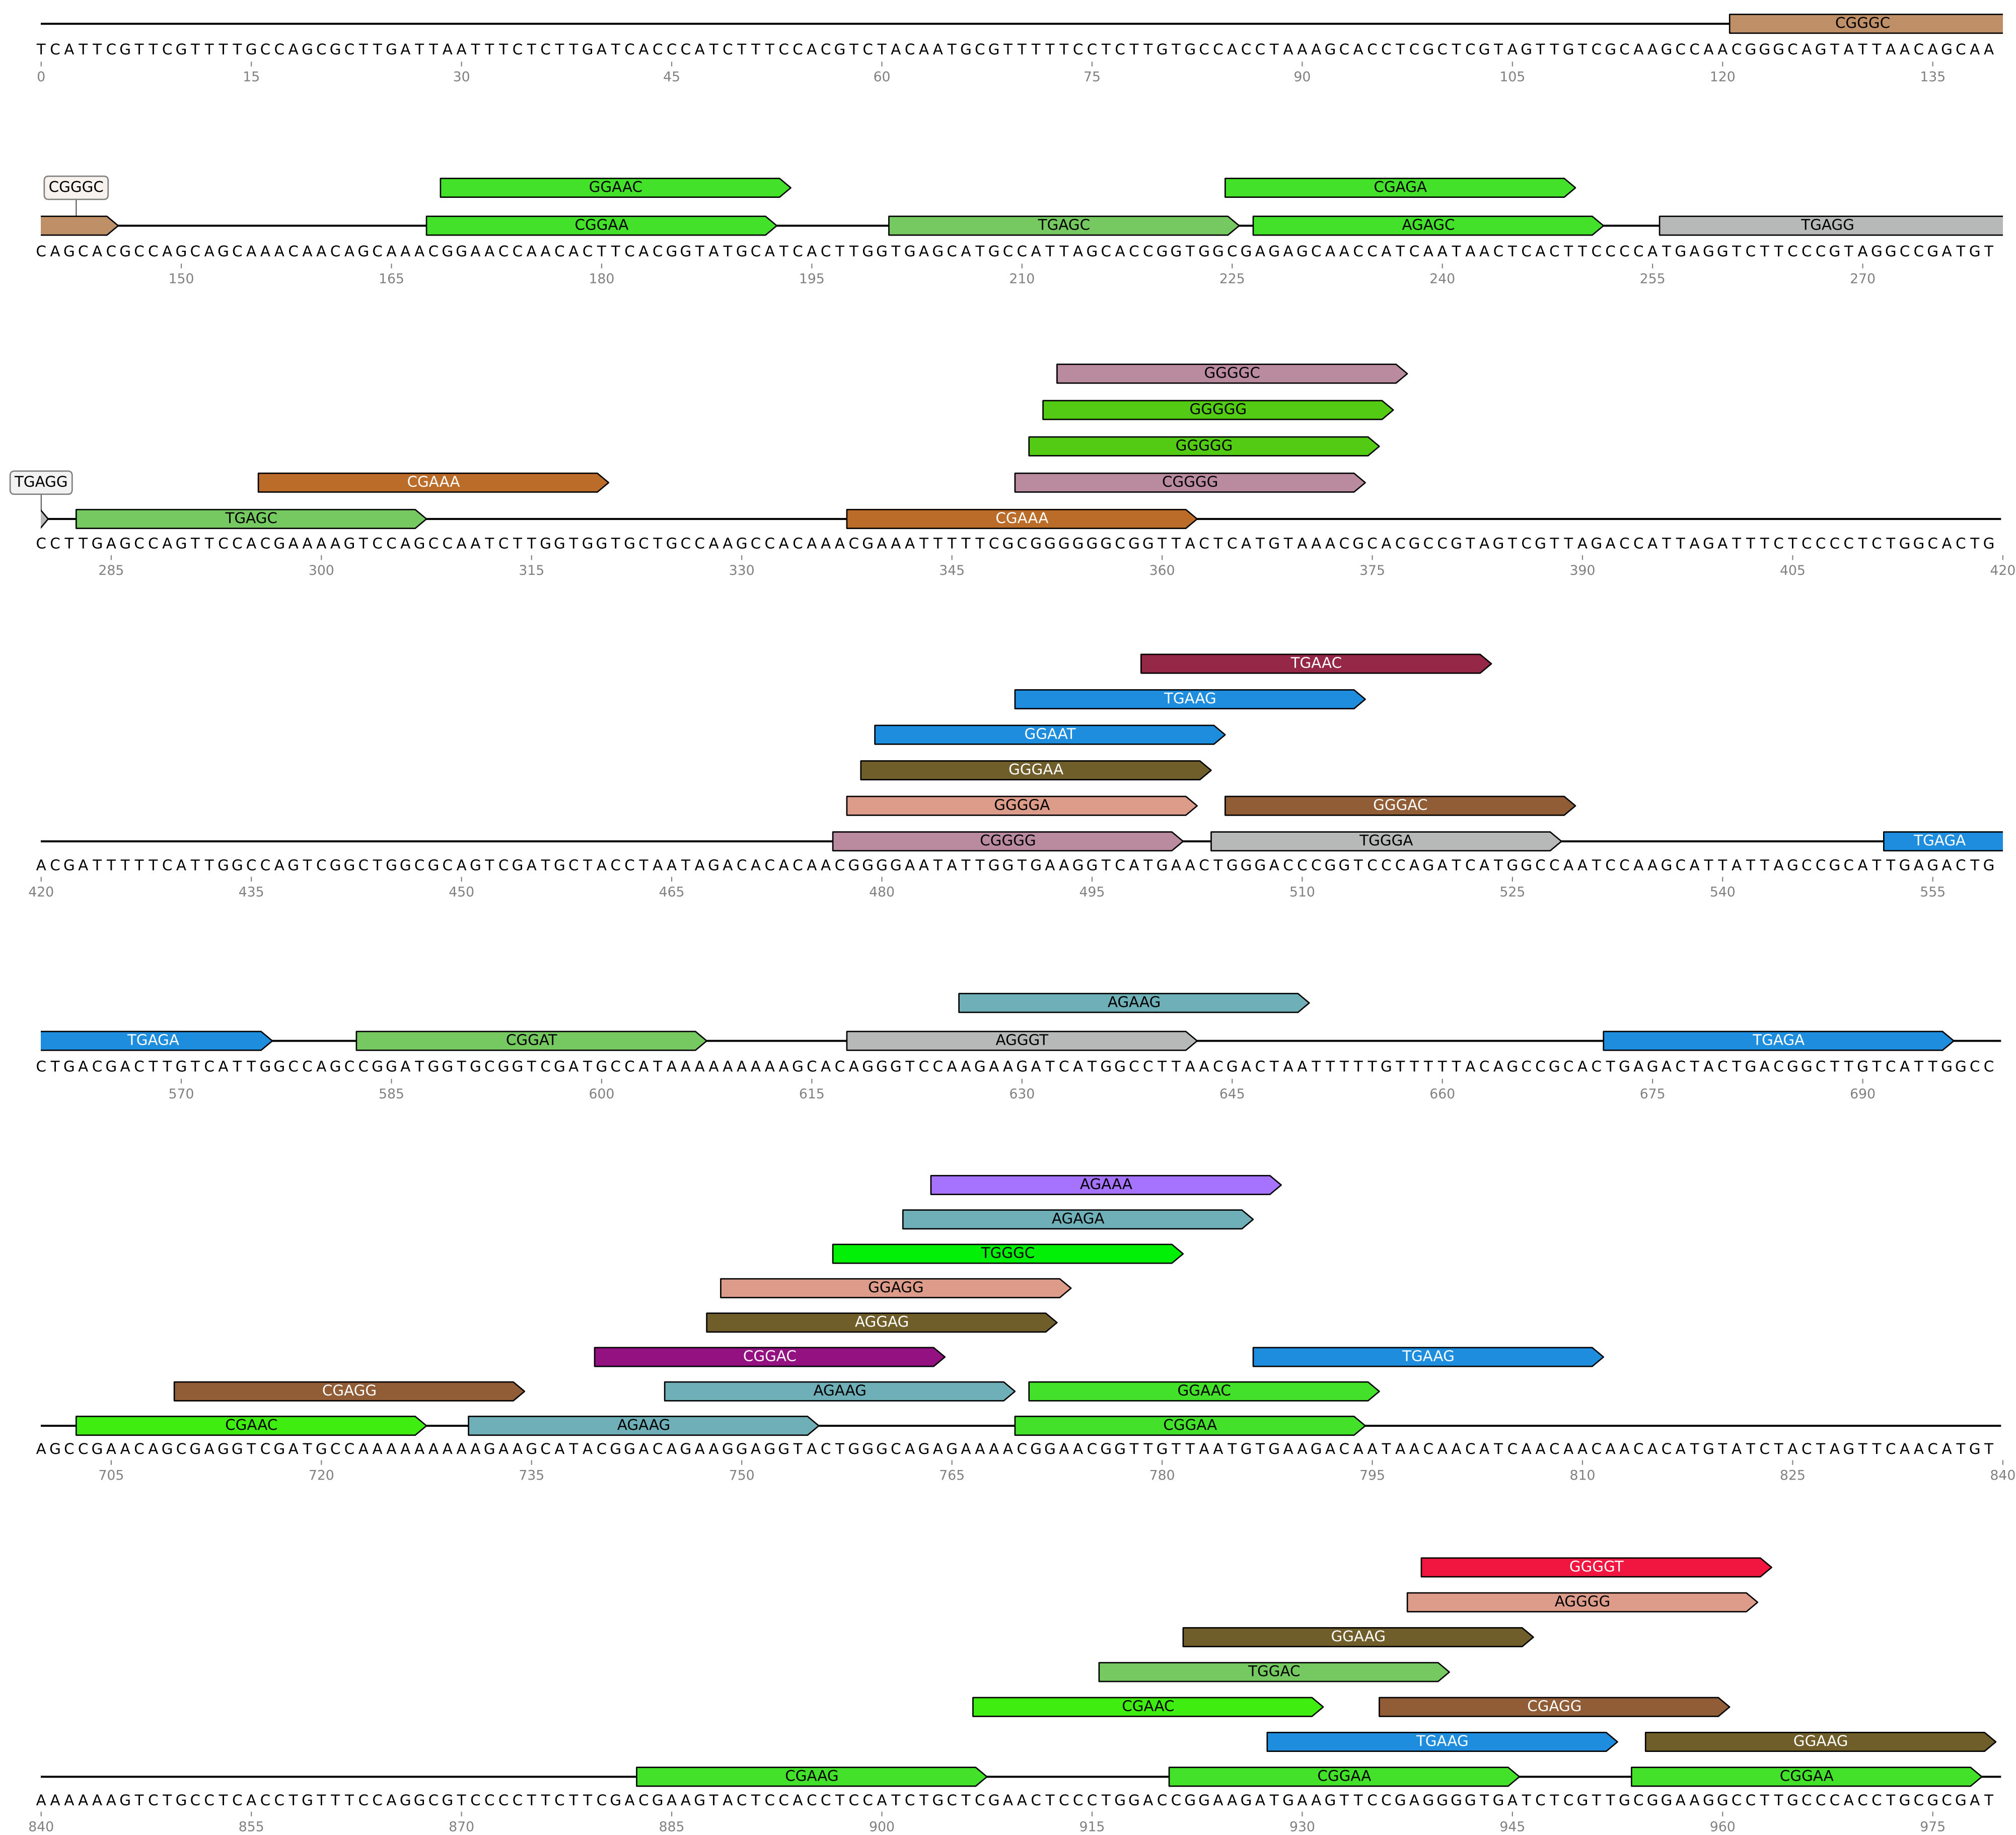 CGGGC
TCATTCGTTCGTTTTGCCAGCGCTTGATTAATTTCTCTTGATCACCCATCTTTCCACGTCTACAATGCGTTTTTCCTCTTGTGCCACCTAAAGCACCTCGCTCGTAGTTGTCGCAAGCCAACGGGCAGTATTAACAGCAA
0 15 30 45 60 75 90 105 120 135
CGGGC GGAAC CGAGA
CGGAA TGAGC AGAGC TGAGG
CAGCACGCCAGCAGCAAACAACAGCAAACGGAACCAACACTTCACGGTATGCATCACTTGGTGAGCATGCCATTAGCACCGGTGGCGAGAGCAACCATCAATAACTCACTTCCCCATGAGGTCTTCCCGTAGGCCGATGT
150 165 180 195 210 225 240 255 270
GGGGC
GGGGG
GGGGG
TGAGG CGAAA CGGGG
TGAGC CGAAA
CCTTGAGCCAGTTCCACGAAAAGTCCAGCCAATCTTGGTGGTGCTGCCAAGCCACAAACGAAATTTTTCGCGGGGGGCGGTTACTCATGTAAACGCACGCCGTAGTCGTTAGACCATTAGATTTCTCCCCTCTGGCACTG
285 300 315 330 345 360 375 390 405 420
TGAAC
TGAAG
GGAAT
GGGAA
GGGGA GGGAC
CGGGG TGGGA TGAGA
ACGATTTTTCATTGGCCAGTCGGCTGGCGCAGTCGATGCTACCTAATAGACACACAACGGGGAATATTGGTGAAGGTCATGAACTGGGACCCGGTCCCAGATCATGGCCAATCCAAGCATTATTAGCCGCATTGAGACTG
420 435 450 465 480 495 510 525 540 555
AGAAG
TGAGA CGGAT AGGGT TGAGA
CTGACGACTTGTCATTGGCCAGCCGGATGGTGCGGTCGATGCCATAAAAAAAAAGCACAGGGTCCAAGAAGATCATGGCCTTAACGACTAATTTTTGTTTTTACAGCCGCACTGAGACTACTGACGGCTTGTCATTGGCC
570 585 600 615 630 645 660 675 690
AGAAA
AGAGA
TGGGC
GGAGG
AGGAG
CGGAC TGAAG
CGAGG AGAAG GGAAC
CGAAC AGAAG CGGAA
AGCCGAACAGCGAGGTCGATGCCAAAAAAAAAGAAGCATACGGACAGAAGGAGGTACTGGGCAGAGAAAACGGAACGGTTGTTAATGTGAAGACAATAACAACATCAACAACAACACATGTATCTACTAGTTCAACATGT
705 720 735 750 765 780 795 810 825 840
GGGGT
AGGGG
GGAAG
TGGAC
CGAAC CGAGG
TGAAG GGAAG
CGAAG CGGAA CGGAA
AAAAAAGTCTGCCTCACCTGTTTCCAGGCGTCCCCTTCTTCGACGAAGTACTCCACCTCCATCTGCTCGAACTCCCTGGACCGGAAGATGAAGTTCCGAGGGGTGATCTCGTTGCGGAAGGCCTTGCCCACCTGCGCGAT
840 855 870 885 900 915 930 945 960 975